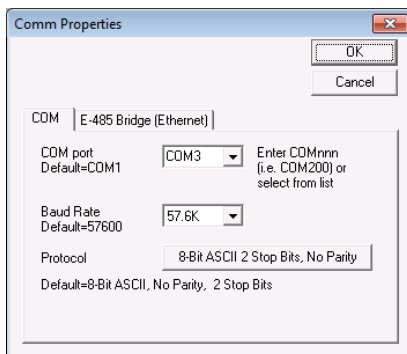 Comm Properties
OK
Cancel
COM
E-485 Bridge (Ethernet)
COM port
Default=COM1
COM3
Enter COMnnn
(i.e. COM200) or
select from list
Baud Rate
Default=57600
57.6K
Protocol
8-Bit ASCII 2 Stop Bits, No Parity
Default=8-Bit ASCII, No Parity, 2 Stop Bits